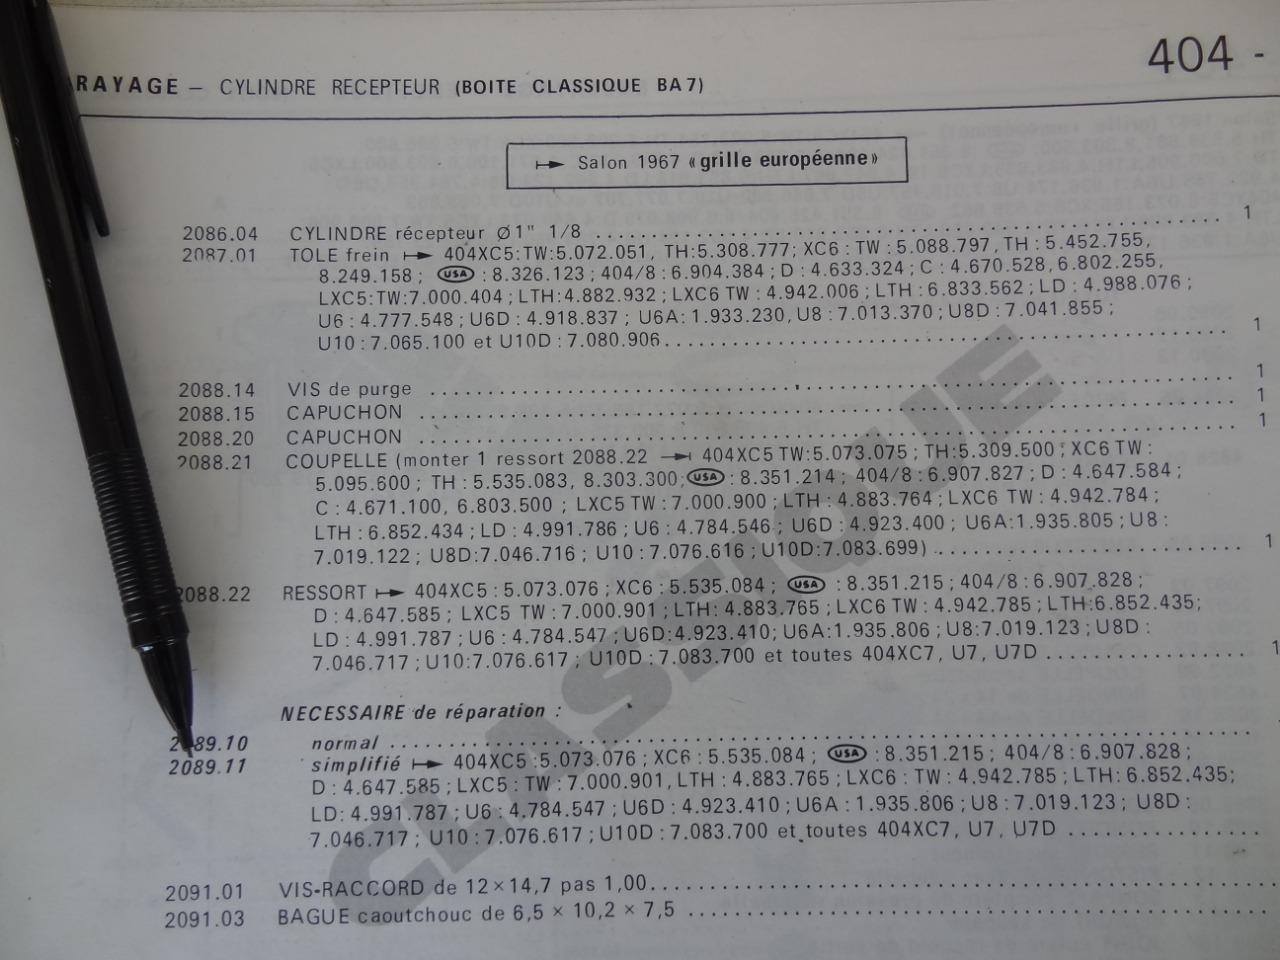 404 -
RAYAGE – CYLINDRE RECEPTEUR (BOITE CLASSIQUE BA7)
↦ Salon 1967 «grille européenne»
2086.04 CYLINDRE récepteur Ø1" 1/8 .................... 1
2087.01 TOLE frein ↦ 404XC5:TW:5.072.051, TH:5.308.777; XC6 : TW : 5.088.797, TH : 5.452.755,
8.249.158 ; USA : 8.326.123 ; 404/8 : 6.904.384 ; D : 4.633.324 ; C : 4.670.528, 6.802.255,
LXC5:TW:7.000.404 ; LTH:4.882.932 ; LXC6 TW : 4.942.006 ; LTH : 6.833.562 ; LD : 4.988.076 ;
U6 : 4.777.548 ; U6D : 4.918.837 ; U6A: 1.933.230, U8 : 7.013.370 ; U8D : 7.041.855 ;
U10 : 7.065.100 et U10D : 7.080.906.................... 1
2088.14 VIS de purge .................... 1
2088.15 CAPUCHON .................... 1
2088.20 CAPUCHON .................... 1
2088.21 COUPELLE (monter 1 ressort 2088.22 → 404XC5 TW:5.073.075 ; TH:5.309.500 ; XC6 TW :
5.095.600 ; TH : 5.535.083, 8.303.300; USA : 8.351.214 ; 404/8 : 6.907.827 ; D : 4.647.584 ;
C : 4.671.100, 6.803.500 ; LXC5 TW : 7.000.900 ; LTH : 4.883.764 ; LXC6 TW : 4.942.784 ;
LTH : 6.852.434 ; LD : 4.991.786 ; U6 : 4.784.546 ; U6D : 4.923.400 ; U6A:1.935.805 ; U8 :
7.019.122 ; U8D:7.046.716 ; U10 : 7.076.616 ; U10D:7.083.699) .................... 1
2088.22 RESSORT ↦ 404XC5 : 5.073.076 ; XC6 : 5.535.084 ; USA : 8.351.215 ; 404/8 : 6.907.828 ;
D : 4.647.585 ; LXC5 TW : 7.000.901 ; LTH: 4.883.765 ; LXC6 TW : 4.942.785 ; LTH:6.852.435;
LD : 4.991.787 ; U6 : 4.784.547 ; U6D:4.923.410; U6A:1.935.806 ; U8:7.019.123 ; U8D :
7.046.717 ; U10:7.076.617 ; U10D : 7.083.700 et toutes 404XC7, U7, U7D .................... 1
NECESSAIRE de réparation :
2089.10 normal ....................
2089.11 simplifié ↦ 404XC5 :5.073.076 ; XC6 : 5.535.084 ; USA : 8.351.215 ; 404/8 : 6.907.828 ;
D : 4.647.585 ; LXC5 : TW : 7.000.901, LTH : 4.883.765 ; LXC6 : TW : 4.942.785 ; LTH : 6.852.435;
LD: 4.991.787 ; U6 : 4.784.547 ; U6D : 4.923.410 ; U6A : 1.935.806 ; U8 : 7.019.123 ; U8D :
7.046.717 ; U10 : 7.076.617 ; U10D : 7.083.700 et toutes 404XC7, U7, U7D ....................
2091.01 VIS-RACCORD de 12 × 14,7 pas 1,00....................
2091.03 BAGUE caoutchouc de 6,5 × 10,2 × 7,5 ....................
CLASSIQUE